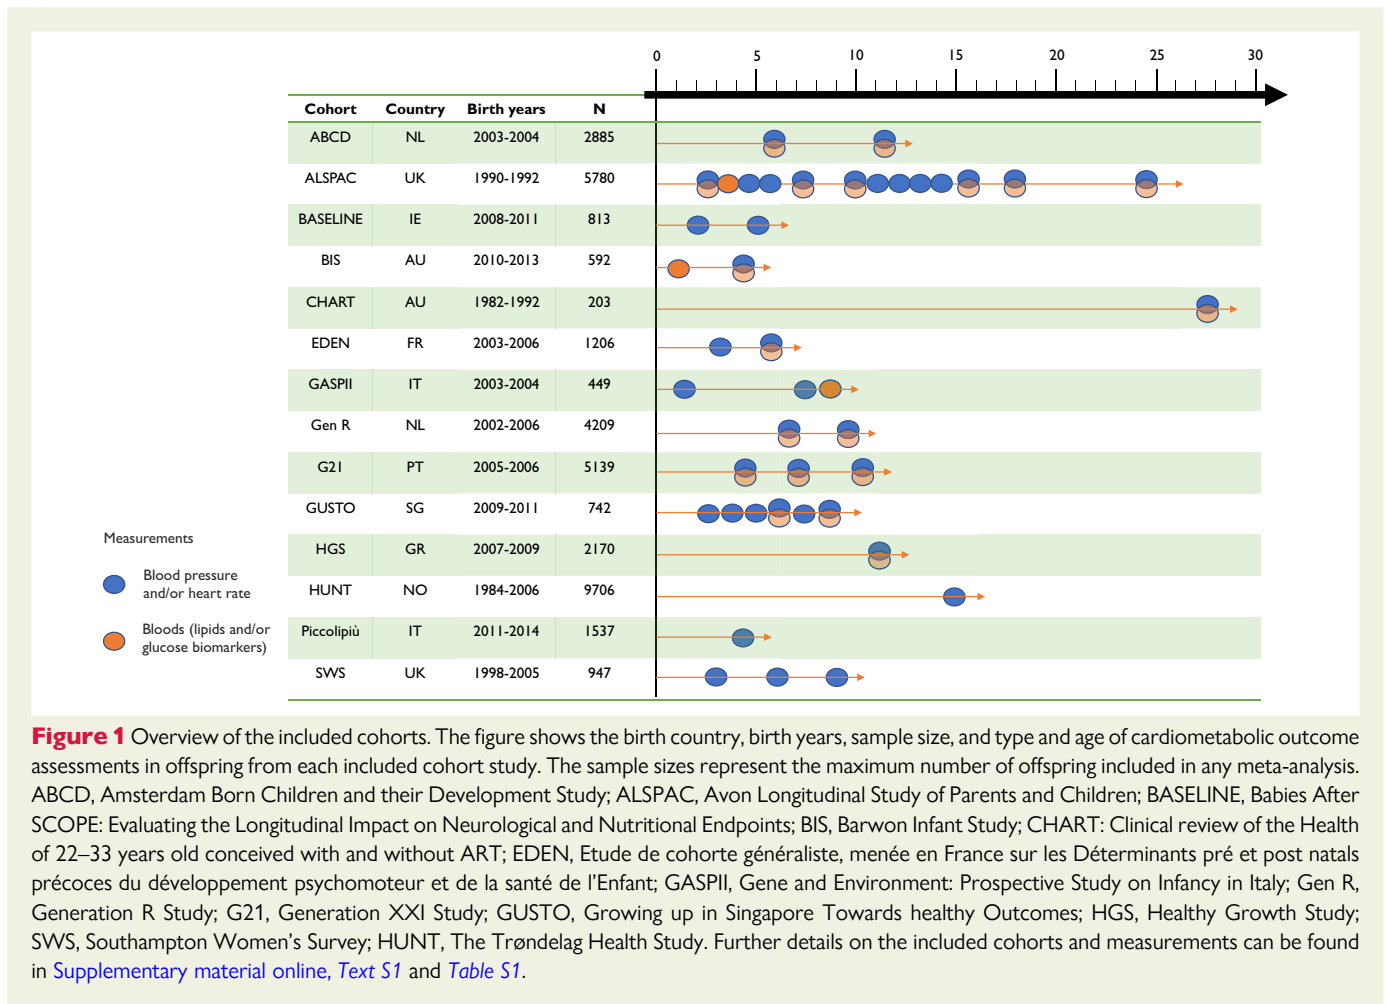 0 5 10 15 20 25 30
Cohort Country Birth years N
ABCD NL 2003-2004 2885
ALSPAC UK 1990-1992 5780
BASELINE IE 2008-2011 813
BIS AU 2010-2013 592
CHART AU 1982-1992 203
EDEN FR 2003-2006 1206
GASPII IT 2003-2004 449
Gen R NL 2002-2006 4209
G21 PT 2005-2006 5139
GUSTO SG 2009-2011 742
HGS GR 2007-2009 2170
HUNT NO 1984-2006 9706
Piccolipiù IT 2011-2014 1537
SWS UK 1998-2005 947
Measurements
Blood pressure
and/or heart rate
Bloods (lipids and/or
glucose biomarkers)
Figure 1 Overview of the included cohorts. The figure shows the birth country, birth years, sample size, and type and age of cardiometabolic outcome
assessments in offspring from each included cohort study. The sample sizes represent the maximum number of offspring included in any meta-analysis.
ABCD, Amsterdam Born Children and their Development Study; ALSPAC, Avon Longitudinal Study of Parents and Children; BASELINE, Babies After
SCOPE: Evaluating the Longitudinal Impact on Neurological and Nutritional Endpoints; BIS, Barwon Infant Study; CHART: Clinical review of the Health
of 22–33 years old conceived with and without ART; EDEN, Etude de cohorte généraliste, menée en France sur les Déterminants pré et post natals
précoces du développement psychomoteur et de la santé de l'Enfant; GASPII, Gene and Environment: Prospective Study on Infancy in Italy; Gen R,
Generation R Study; G21, Generation XXI Study; GUSTO, Growing up in Singapore Towards healthy Outcomes; HGS, Healthy Growth Study;
SWS, Southampton Women's Survey; HUNT, The Trøndelag Health Study. Further details on the included cohorts and measurements can be found
in Supplementary material online, Text S1 and Table S1.